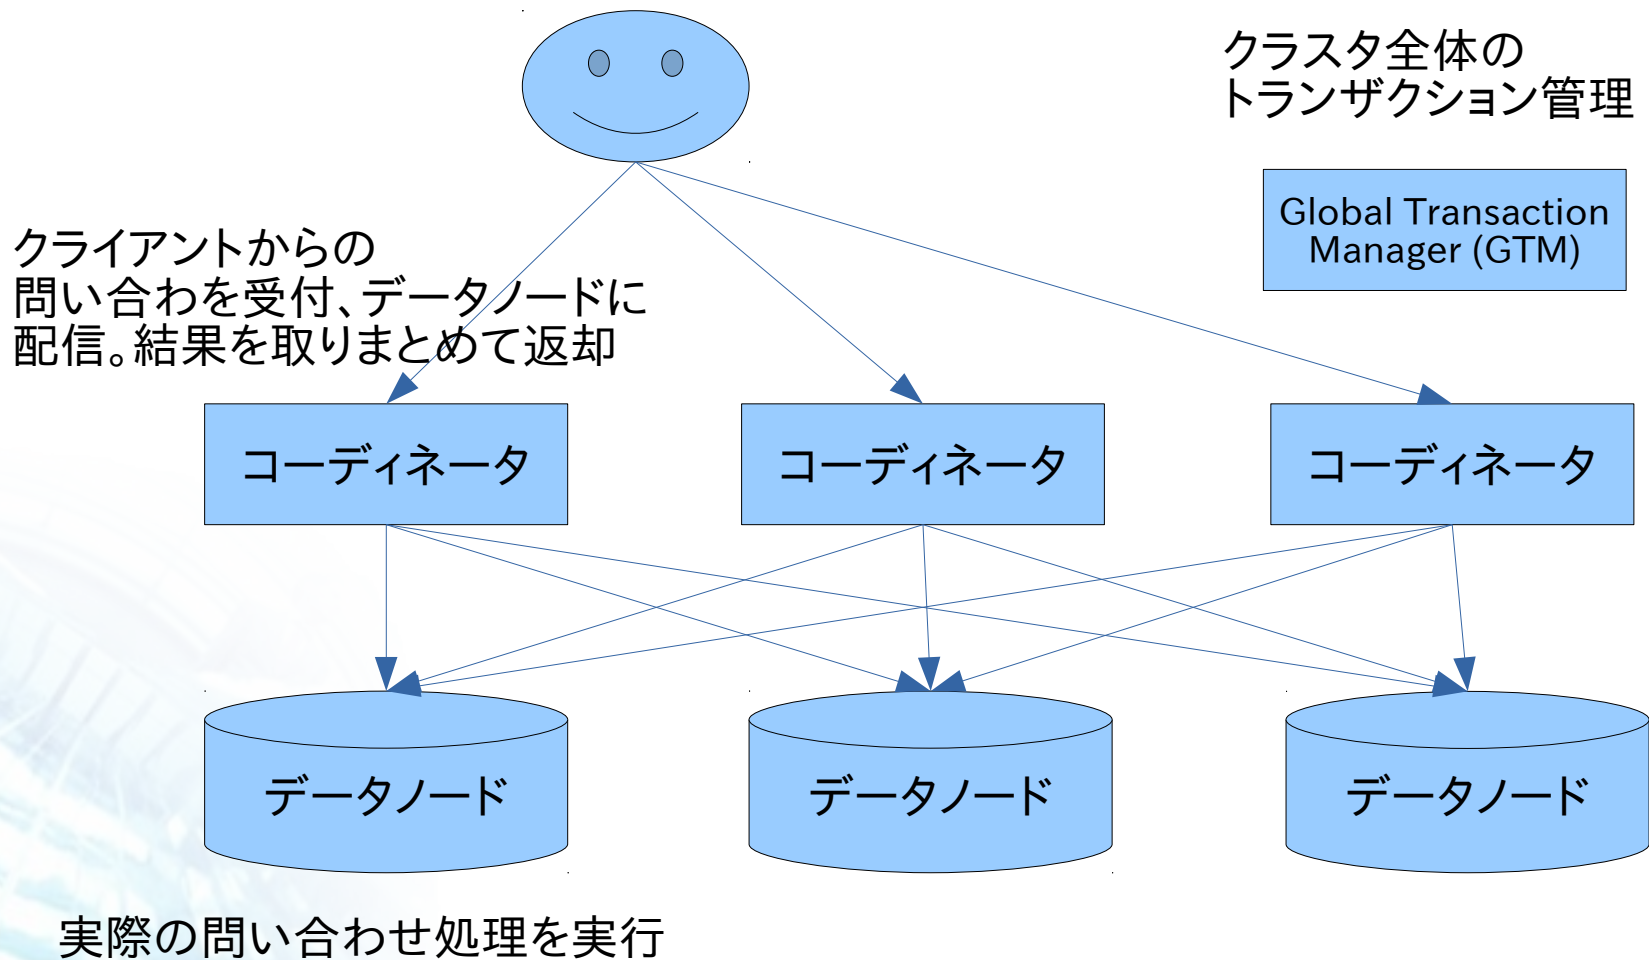 クラスタ全体の
トランザクション管理
Global Transaction
Manager (GTM)
クライアントからの
問い合わを受付、データノードに
配信。結果を取りまとめて返却
コーディネータ
コーディネータ
コーディネータ
データノード
データノード
データノード
実際の問い合わせ処理を実行